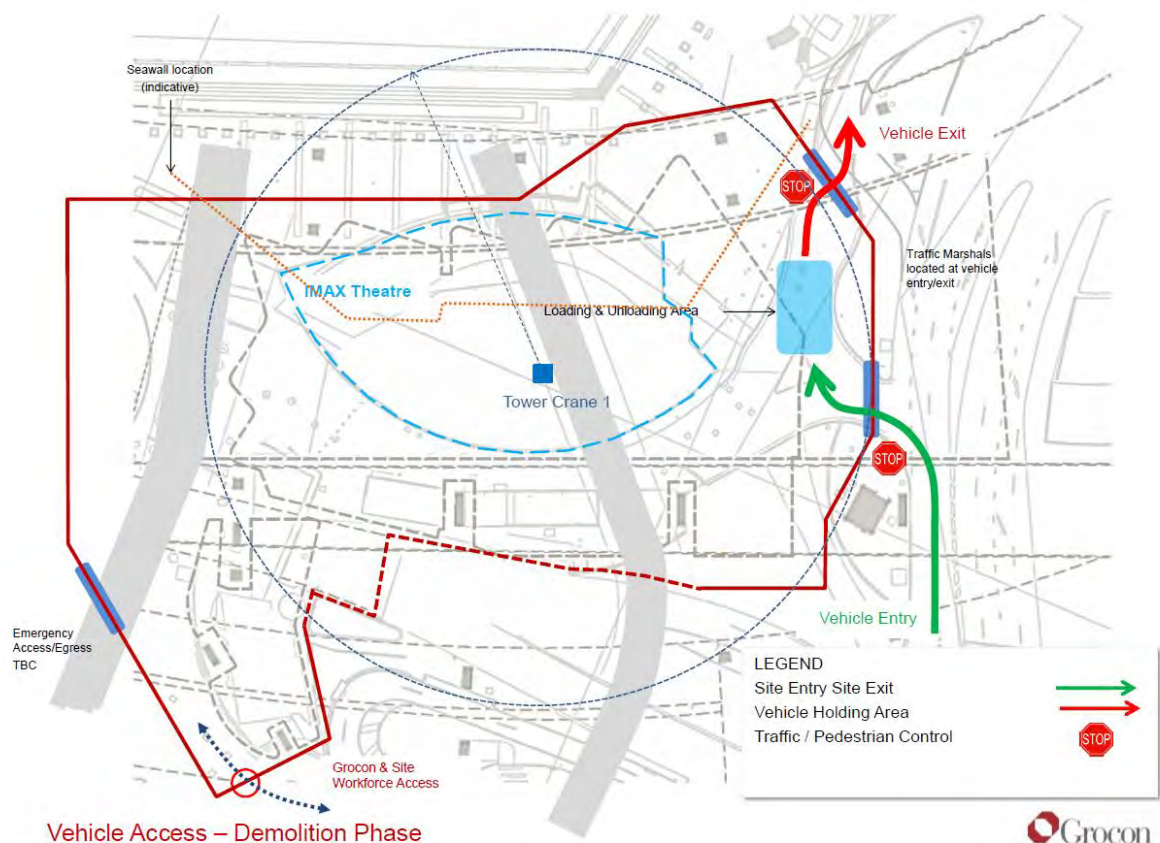 Seawall location
(indicative)
Vehicle Exit
STOP
Traffic Marshals
located at vehicle
entry/exit
IMAX Theatre
Loading & Unloading Area
Tower Crane 1
STOP
Vehicle Entry
Emergency
Access/Egress
TBC
Grocon & Site
Workforce Access
LEGEND
Site Entry Site Exit
Vehicle Holding Area
Traffic / Pedestrian Control
STOP
Vehicle Access – Demolition Phase
Grocon